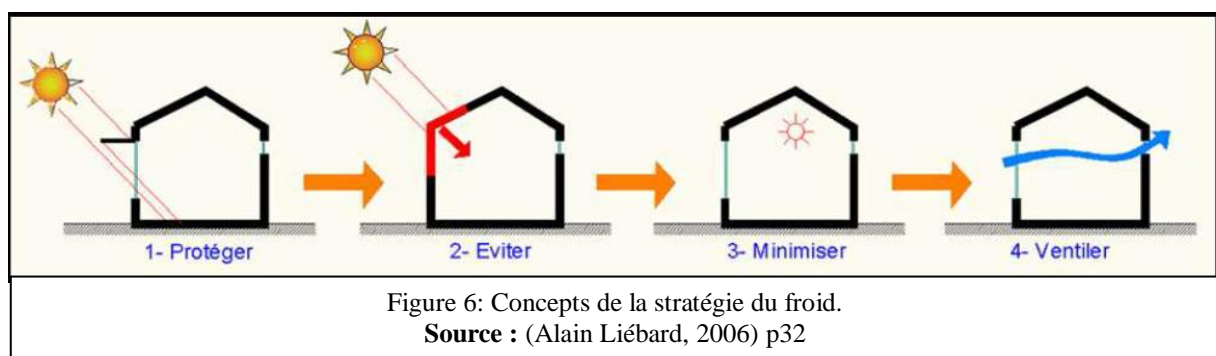 1- Protéger
2- Eviter
3- Minimiser
4- Ventiler
Figure 6: Concepts de la stratégie du froid.
Source : (Alain Liébard, 2006) p32